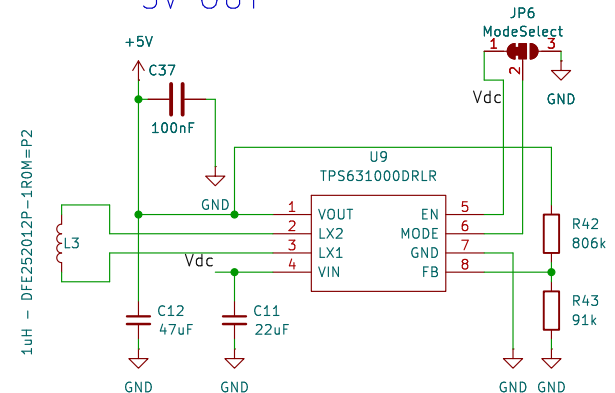 5V OUT
JP6
ModeSelect
+5V
1
3
2
C37
100nF
GND
Vdc
GND
U9
TPS631000DRLR
1uH - DFE252012P-1R0M=P2
L3
1 VOUT EN 5
2 LX2 MODE 6
3 LX1 GND 7
4 VIN FB 8
Vdc
R42
806k
R43
91k
C12
47uF
C11
22uF
GND
GND
GND
GND